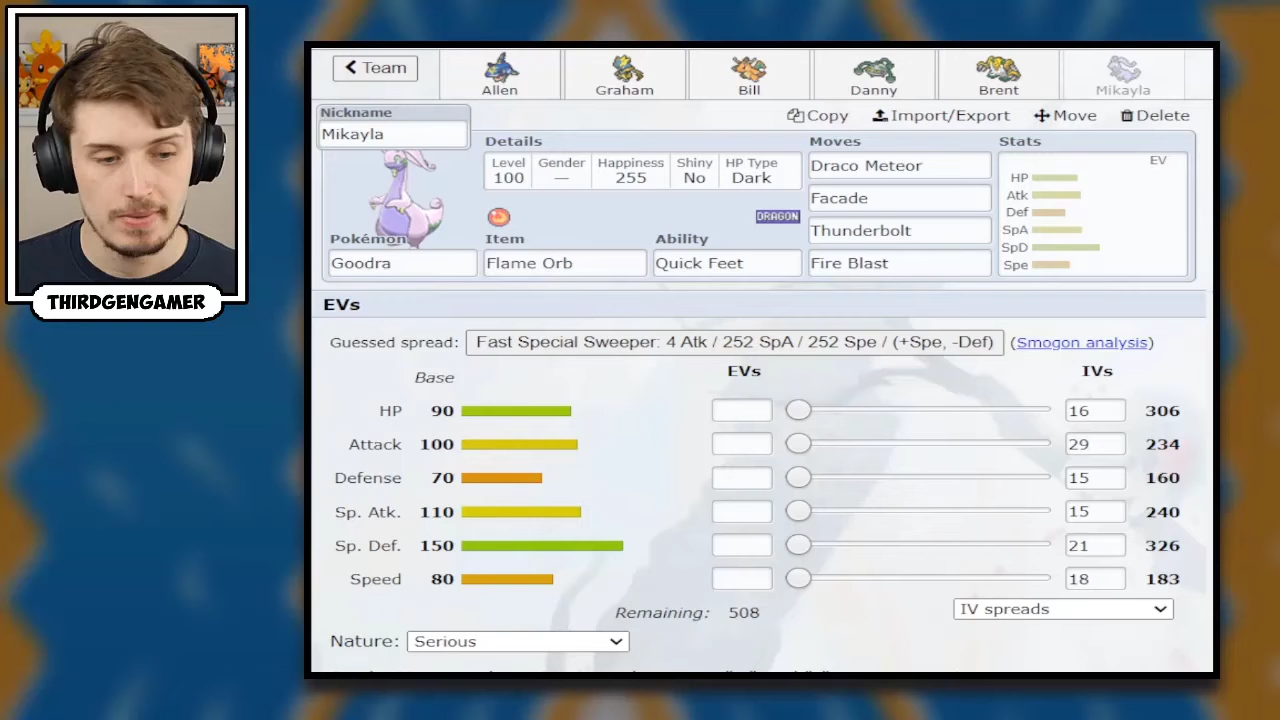 THIRDGENGAMER
Team
Allen
Graham
Bill
Danny
Brent
Mikayla
Nickname
Mikayla
Copy Import/Export Move Delete
Details
Level Gender Happiness Shiny HP Type
100 — 255 No Dark
DRAGON
Pokémon Item Ability
Goodra Flame Orb Quick Feet
Moves
Draco Meteor
Facade
Thunderbolt
Fire Blast
Stats
EV
HP
Atk
Def
SpA
SpD
Spe
EVs
Guessed spread: Fast Special Sweeper: 4 Atk / 252 SpA / 252 Spe / (+Spe, -Def) (Smogon analysis)
Base EVs IVs
HP 90 16 306
Attack 100 29 234
Defense 70 15 160
Sp. Atk. 110 15 240
Sp. Def. 150 21 326
Speed 80 18 183
Remaining: 508
IV spreads
Nature: Serious